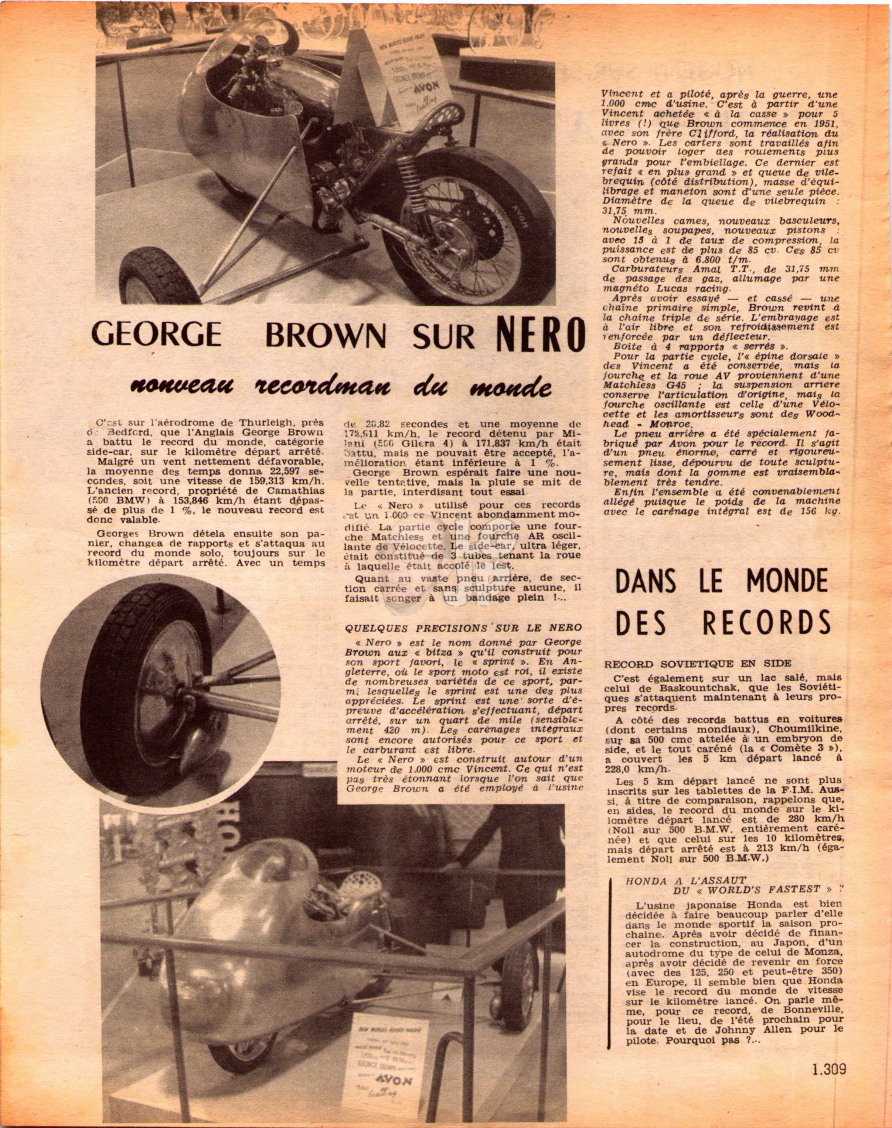 NEW WORLD'S RECORD HOLDER
GEORGE BROWN
AVON
GEORGE BROWN SUR NERO
nouveau recordman du monde
C'est sur l'aérodrome de Thurleigh, près
de Bedford, que l'Anglais George Brown
a battu le record du monde, catégorie
side-car, sur le kilomètre départ arrêté.
Malgré un vent nettement défavorable,
la moyenne des temps donna 22,597 se-
condes, soit une vitesse de 159,313 km/h.
L'ancien record, propriété de Camathias
(500 BMW) à 153,846 km/h étant dépas-
sé de plus de 1 %, le nouveau record est
donc valable.
Georges Brown détela ensuite son pa-
nier, changea de rapports et s'attaqua au
record du monde solo, toujours sur le
kilomètre départ arrêté. Avec un temps
de 20,82 secondes et une moyenne de
172,911 km/h, le record détenu par Mi-
lani (500 Gilera 4) à 171,837 km/h était
battu, mais ne pouvait être accepté, l'a-
mélioration étant inférieure à 1 %.
George Brown espérait faire une nou-
velle tentative, mais la pluie se mit de
la partie, interdisant tout essai.
Le « Nero » utilisé pour ces records
est un 1.000 cc Vincent abondamment mo-
difié. La partie cycle comporte une four-
che Matchless et une fourche AR oscil-
lante de Vélocette. Le side-car, ultra léger,
était constitué de 3 tubes tenant la roue
à laquelle était accolé le lest.
Quant au vaste pneu arrière, de sec-
tion carrée et sans sculpture aucune, il
faisait songer à un bandage plein !...
QUELQUES PRECISIONS SUR LE NERO
« Nero » est le nom donné par George
Brown aux « bitza » qu'il construit pour
son sport favori, le « sprint ». En An-
gleterre, où le sport moto est roi, il existe
de nombreuses variétés de ce sport, par-
mi lesquelles le sprint est une des plus
appréciées. Le sprint est une sorte d'é-
preuve d'accélération s'effectuant, départ
arrêté, sur un quart de mile (sensible-
ment 420 m). Les carénages intégraux
sont encore autorisés pour ce sport et
le carburant est libre.
Le « Nero » est construit autour d'un
moteur de 1.000 cmc Vincent. Ce qui n'est
pas très étonnant lorsque l'on sait que
George Brown a été employé à l'usine
Vincent et a piloté, après la guerre, une
1.000 cmc d'usine. C'est à partir d'une
Vincent achetée « à la casse » pour 5
livres (!) que Brown commence en 1951,
avec son frère Clifford, la réalisation du
« Nero ». Les carters sont travaillés afin
de pouvoir loger des roulements plus
grands pour l'embiellage. Ce dernier est
refait « en plus grand » et queue de vile-
brequin (côté distribution), masse d'équi-
librage et maneton sont d'une seule pièce.
Diamètre de la queue de vilebrequin :
31,75 mm.
Nouvelles cames, nouveaux basculeurs,
nouvelles soupapes, nouveaux pistons :
avec 13 à 1 de taux de compression, la
puissance est de plus de 85 cv. Ces 85 cv
sont obtenus à 6.800 t/m.
Carburateurs Amal T.T., de 31,75 mm
de passage des gaz, allumage par une
magnéto Lucas racing.
Après avoir essayé — et cassé — une
chaîne primaire simple, Brown revint à
la chaîne triple de série. L'embrayage est
à l'air libre et son refroidissement est
renforcée par un déflecteur.
Boîte à 4 rapports « serrés ».
Pour la partie cycle, l'« épine dorsale »
des Vincent a été conservée, mais la
fourche et la roue AV proviennent d'une
Matchless G45 ; la suspension arrière
conserve l'articulation d'origine, mais la
fourche oscillante est celle d'une Vélo-
cette et les amortisseurs sont des Wood-
head - Monroe.
Le pneu arrière a été spécialement fa-
briqué par Avon pour le record. Il s'agit
d'un pneu énorme, carré et rigoureu-
sement lisse, dépourvu de toute sculptu-
re, mais dont la gomme est vraisembla-
blement très tendre.
Enfin l'ensemble a été convenablement
allégé puisque le poids de la machine
avec le carénage intégral est de 156 kg.
DANS LE MONDE
DES RECORDS
RECORD SOVIETIQUE EN SIDE
C'est également sur un lac salé, mais
celui de Baskountchak, que les Soviéti-
ques s'attaquent maintenant à leurs pro-
pres records.
A côté des records battus en voitures
(dont certains mondiaux), Choumilkine,
sur sa 500 cmc attelée à un embryon de
side, et le tout caréné (la « Comète 3 »),
a couvert les 5 km départ lancé à
228,0 km/h.
Les 5 km départ lancé ne sont plus
inscrits sur les tablettes de la F.I.M. Aus-
si, à titre de comparaison, rappelons que,
en sides, le record du monde sur le ki-
lomètre départ lancé est de 280 km/h
(Noll sur 500 B.M.W. entièrement caré-
née) et que celui sur les 10 kilomètres,
mais départ arrêté est à 213 km/h (éga-
lement Noll sur 500 B.M.W.)
HONDA A L'ASSAUT
DU « WORLD'S FASTEST » ?
L'usine japonaise Honda est bien
décidée à faire beaucoup parler d'elle
dans le monde sportif la saison pro-
chaine. Après avoir décidé de finan-
cer la construction, au Japon, d'un
autodrome du type de celui de Monza,
après avoir décidé de revenir en force
(avec des 125, 250 et peut-être 350)
en Europe, il semble bien que Honda
vise le record du monde de vitesse
sur le kilomètre lancé. On parle mê-
me, pour ce record, de Bonneville,
pour le lieu, de l'été prochain pour
la date et de Johnny Allen pour le
pilote. Pourquoi pas ?...
NEW WORLD'S RECORD HOLDER
GEORGE BROWN
AVON
1.309